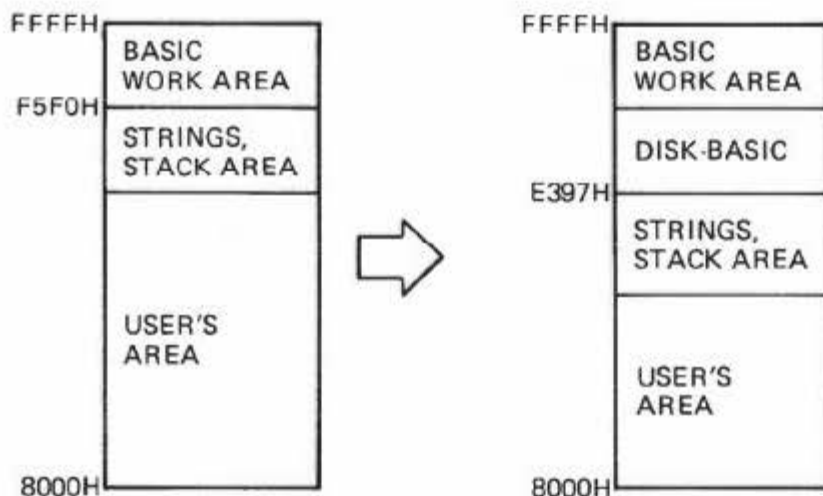 FFFFH
BASIC
WORK AREA
F5F0H
STRINGS,
STACK AREA
USER'S
AREA
8000H
FFFFH
BASIC
WORK AREA
DISK-BASIC
E397H
STRINGS,
STACK AREA
USER'S
AREA
8000H